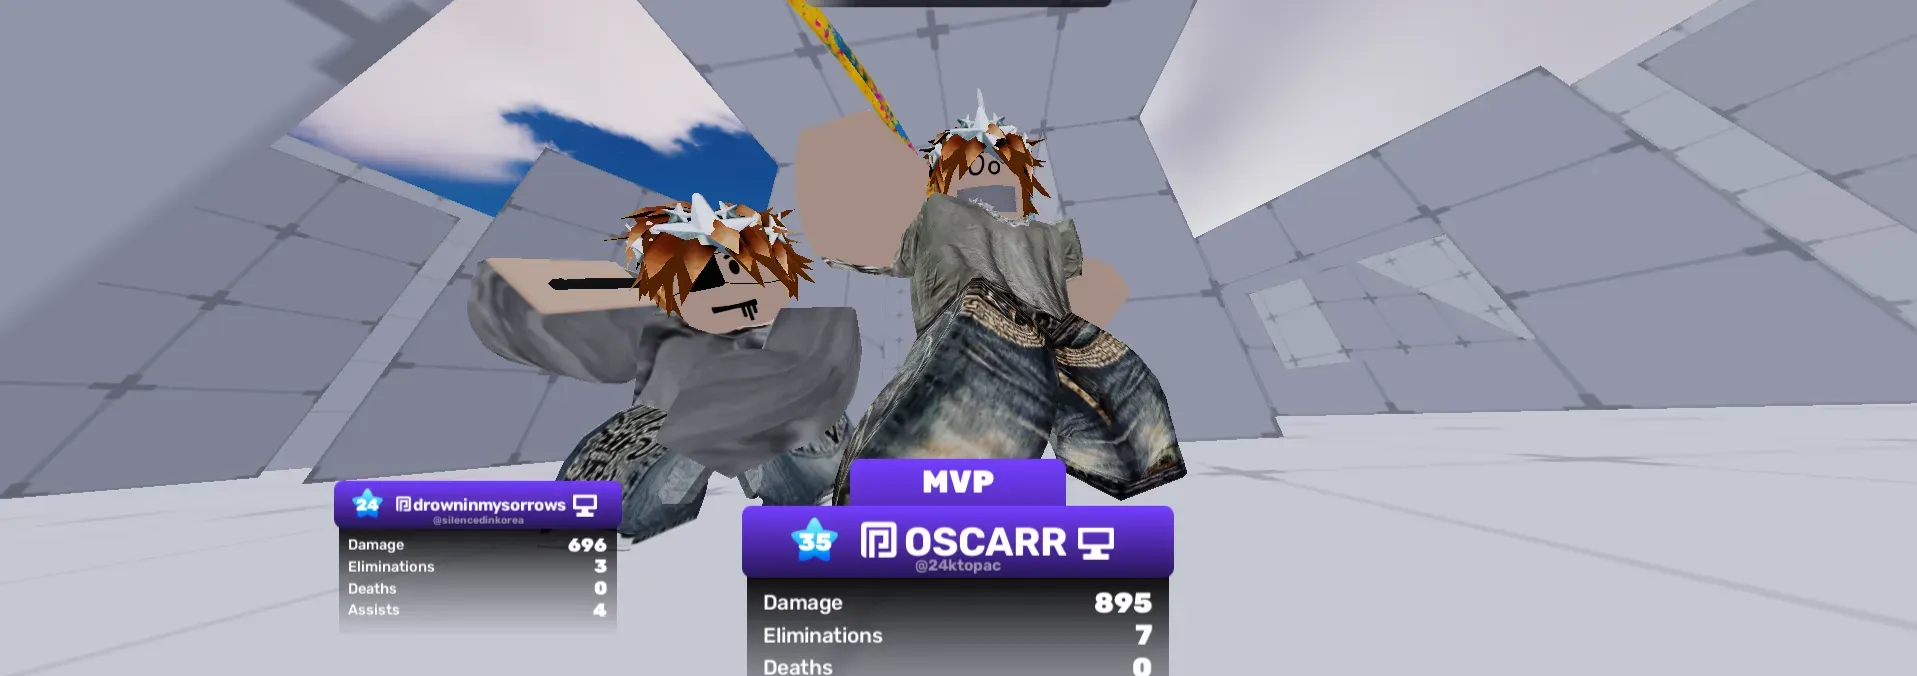 24 drowninmysorrows
@silencedinkorea
Damage 696
Eliminations 3
Deaths 0
Assists 4
MVP
35 OSCARR
@24ktopac
Damage 895
Eliminations 7
Deaths 0